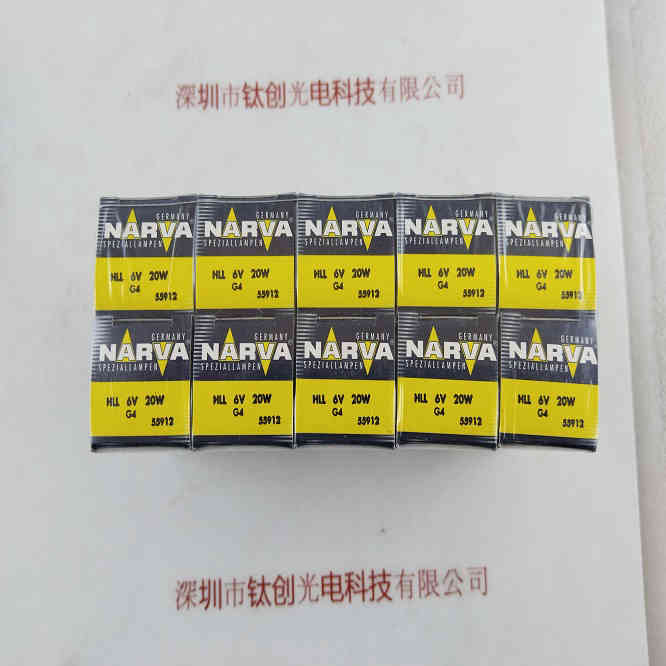 深圳市钛创光电科技有限公司
GERMANY GERMANY GERMANY GERMANY GERMANY
NARVA NARVA NARVA NARVA NARVA
SPEZIALLAMPEN SPEZIALLAMPEN SPEZIALLAMPEN SPEZIALLAMPEN SPEZIALLAMPEN
HLL 6V 20W HLL 6V 20W HLL 6V 20W HLL 6V 20W HLL 6V 20W
G4 G4 G4 G4 G4
55912 55912 55912 55912 55912
GERMANY GERMANY GERMANY GERMANY GERMANY
NARVA NARVA NARVA NARVA NARVA
SPEZIALLAMPEN SPEZIALLAMPEN SPEZIALLAMPEN SPEZIALLAMPEN SPEZIALLAMPEN
HLL 6V 20W HLL 6V 20W HLL 6V 20W HLL 6V 20W HLL 6V 20W
G4 G4 G4 G4 G4
55912 55912 55912 55912 55912
深圳市钛创光电科技有限公司